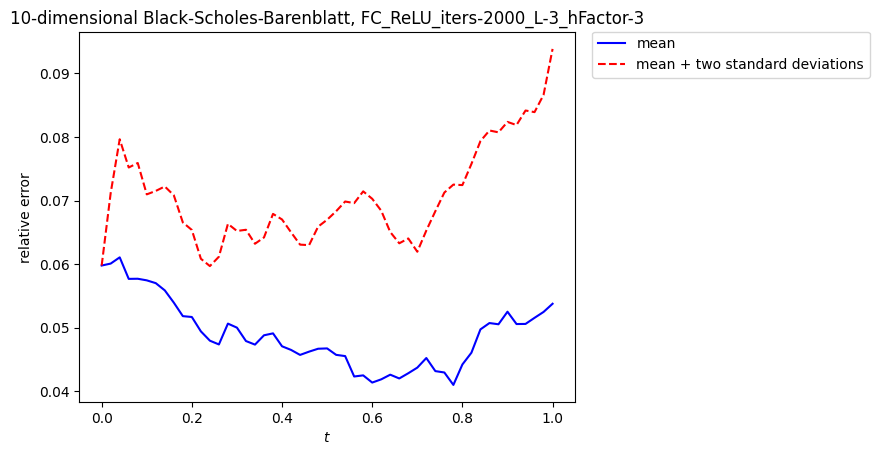 10-dimensional Black-Scholes-Barenblatt, FC_ReLU_iters-2000_L-3_hFactor-3
mean
mean + two standard deviations
relative error
0.09
0.08
0.07
0.06
0.05
0.04
0.0 0.2 0.4 0.6 0.8 1.0
t